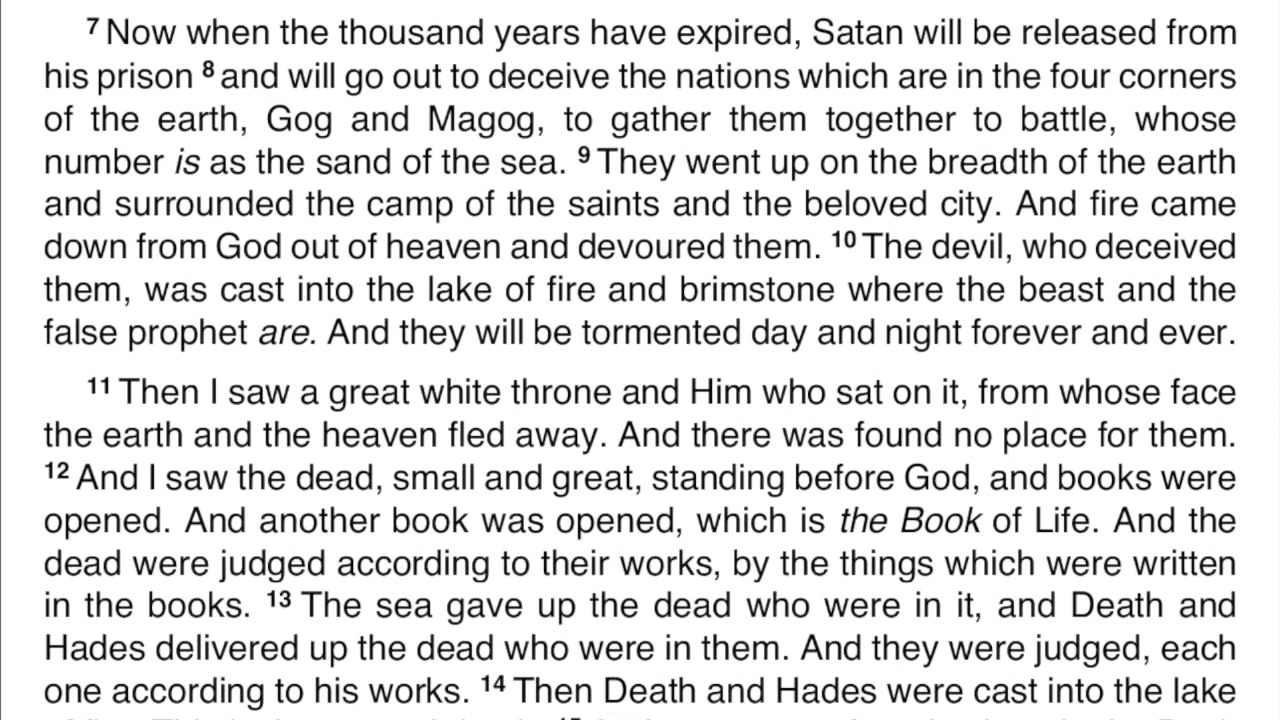 7 Now when the thousand years have expired, Satan will be released from
his prison 8 and will go out to deceive the nations which are in the four corners
of the earth, Gog and Magog, to gather them together to battle, whose
number is as the sand of the sea. 9 They went up on the breadth of the earth
and surrounded the camp of the saints and the beloved city. And fire came
down from God out of heaven and devoured them. 10 The devil, who deceived
them, was cast into the lake of fire and brimstone where the beast and the
false prophet are. And they will be tormented day and night forever and ever.
11 Then I saw a great white throne and Him who sat on it, from whose face
the earth and the heaven fled away. And there was found no place for them.
12 And I saw the dead, small and great, standing before God, and books were
opened. And another book was opened, which is the Book of Life. And the
dead were judged according to their works, by the things which were written
in the books. 13 The sea gave up the dead who were in it, and Death and
Hades delivered up the dead who were in them. And they were judged, each
one according to his works. 14 Then Death and Hades were cast into the lake